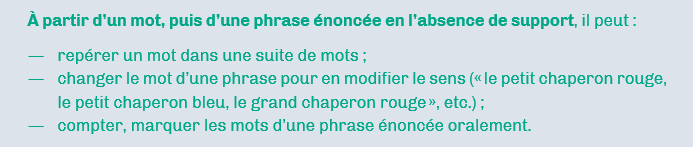 À partir d'un mot, puis d'une phrase énoncée en l'absence de support, il peut :
— repérer un mot dans une suite de mots ;
— changer le mot d'une phrase pour en modifier le sens (« le petit chaperon rouge,
le petit chaperon bleu, le grand chaperon rouge », etc.) ;
— compter, marquer les mots d'une phrase énoncée oralement.